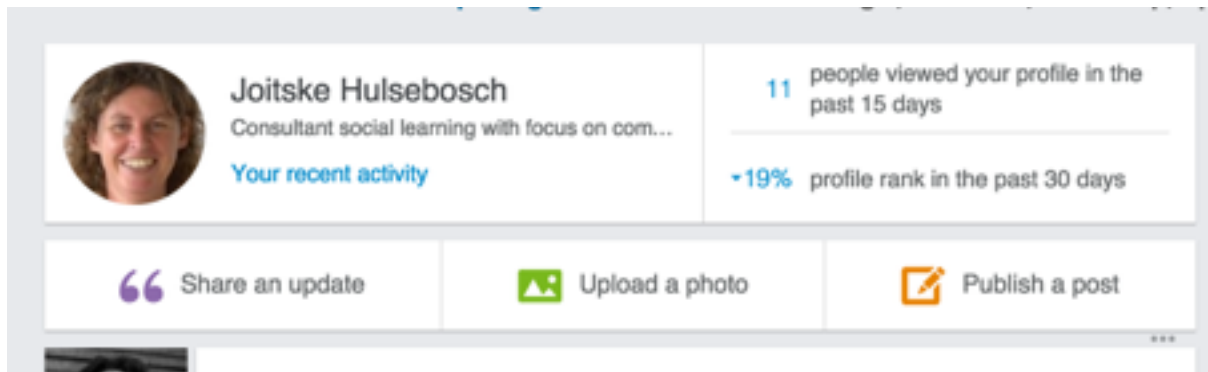 Joitske Hulsebosch
Consultant social learning with focus on com...
Your recent activity
11 people viewed your profile in the
past 15 days
19% profile rank in the past 30 days
Share an update
Upload a photo
Publish a post